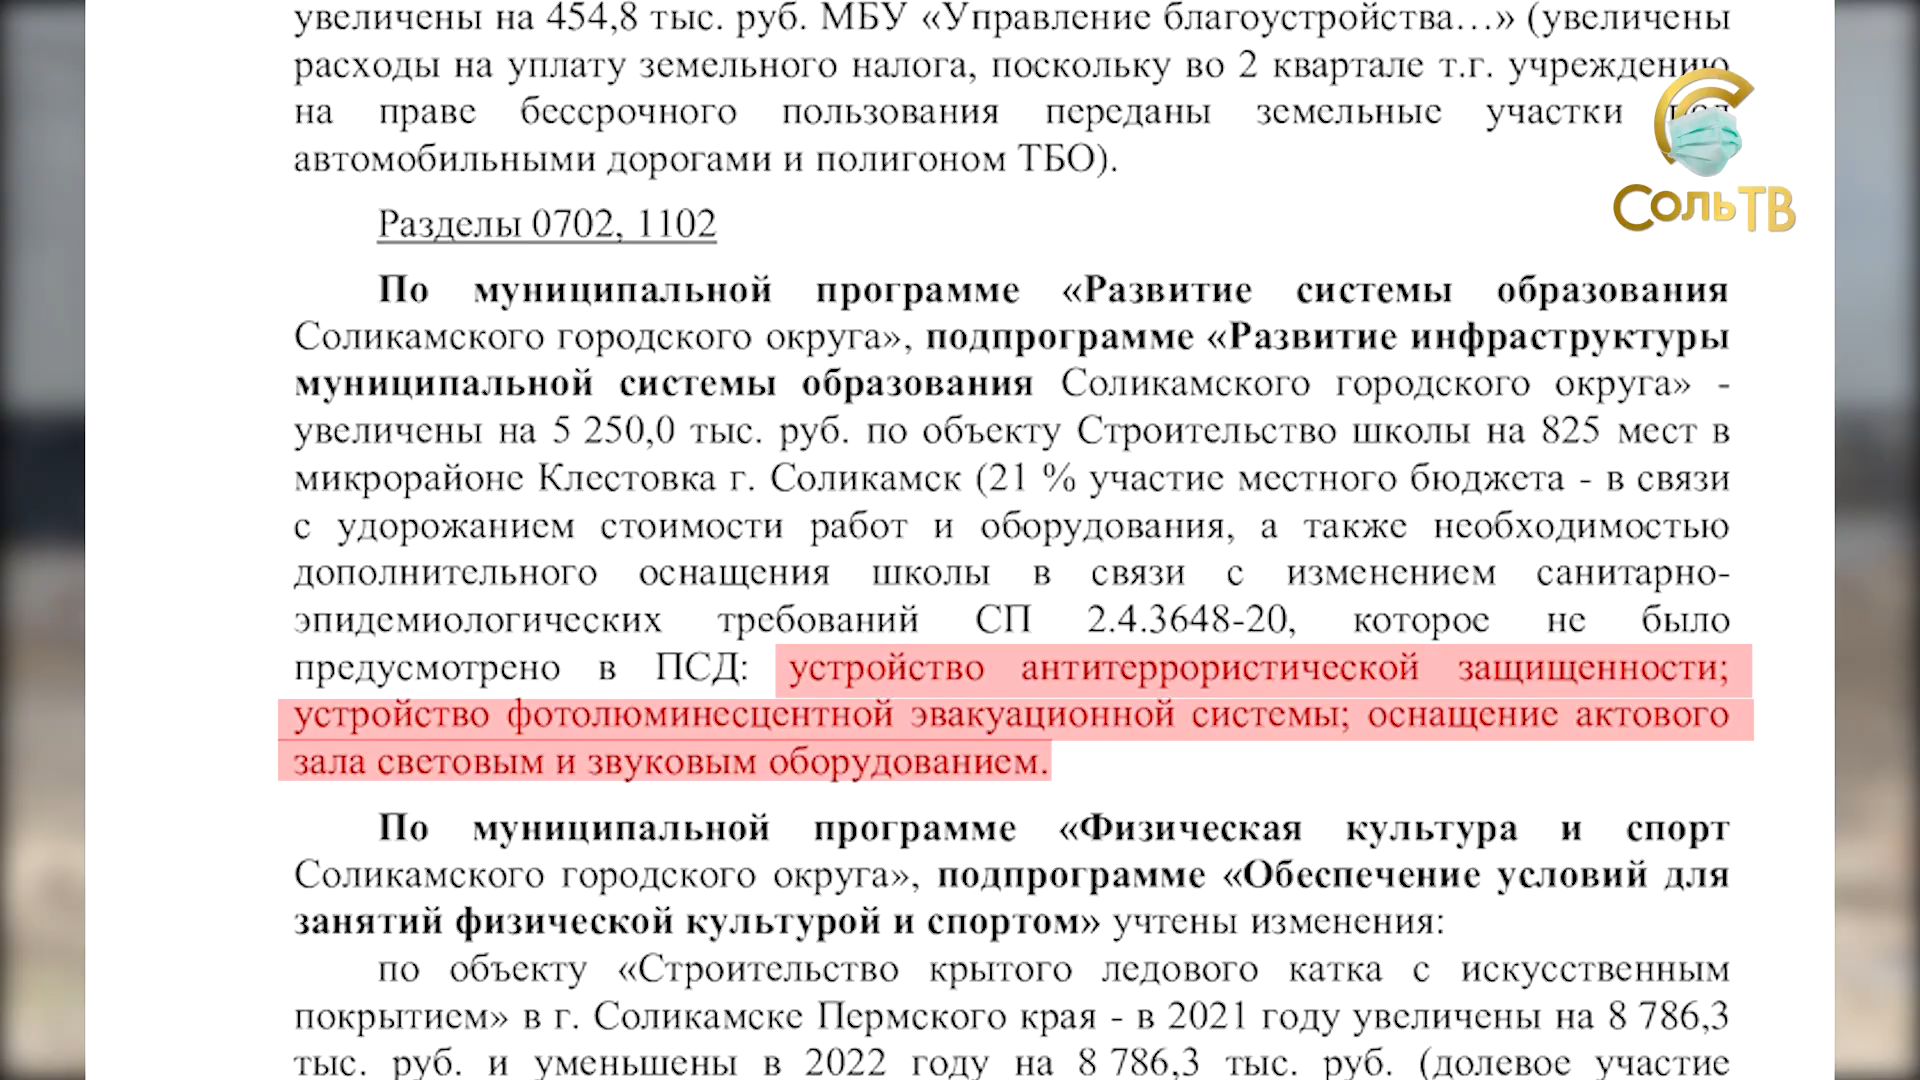 увеличены на 454,8 тыс. руб. МБУ «Управление благоустройства…» (увеличены
расходы на уплату земельного налога, поскольку во 2 квартале т.г. учреждению
на праве бессрочного пользования переданы земельные участки под
автомобильными дорогами и полигоном ТБО).
СольТВ
Разделы 0702, 1102
По муниципальной программе «Развитие системы образования
Соликамского городского округа», подпрограмме «Развитие инфраструктуры
муниципальной системы образования Соликамского городского округа» -
увеличены на 5 250,0 тыс. руб. по объекту Строительство школы на 825 мест в
микрорайоне Клестовка г. Соликамск (21 % участие местного бюджета - в связи
с удорожанием стоимости работ и оборудования, а также необходимостью
дополнительного оснащения школы в связи с изменением санитарно-
эпидемиологических требований СП 2.4.3648-20, которое не было
предусмотрено в ПСД: устройство антитеррористической защищенности;
устройство фотолюминесцентной эвакуационной системы; оснащение актового
зала световым и звуковым оборудованием.
По муниципальной программе «Физическая культура и спорт
Соликамского городского округа», подпрограмме «Обеспечение условий для
занятий физической культурой и спортом» учтены изменения:
по объекту «Строительство крытого ледового катка с искусственным
покрытием» в г. Соликамске Пермского края - в 2021 году увеличены на 8 786,3
тыс. руб. и уменьшены в 2022 году на 8 786,3 тыс. руб. (долевое участие